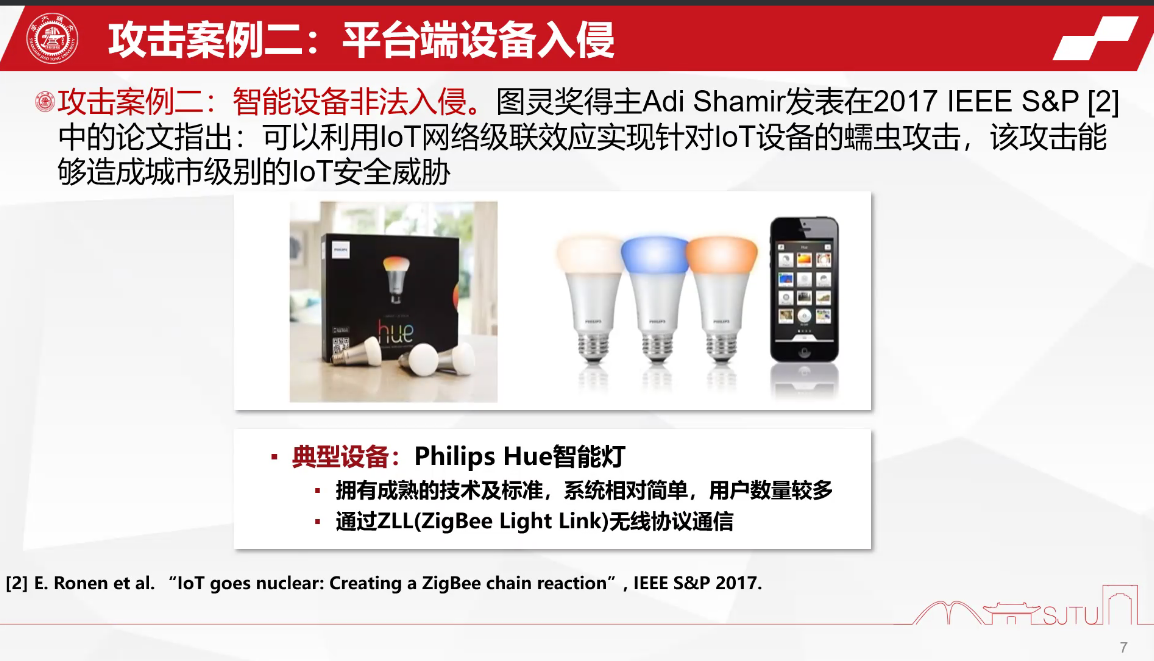 攻击案例二：平台端设备入侵
攻击案例二：智能设备非法入侵。图灵奖得主Adi Shamir发表在2017 IEEE S&P [2]
中的论文指出：可以利用IoT网络级联效应实现针对IoT设备的蠕虫攻击，该攻击能
够造成城市级别的IoT安全威胁
hue
PHILIPS
PHILIPS
PHILIPS
▪ 典型设备：Philips Hue智能灯
▪ 拥有成熟的技术及标准，系统相对简单，用户数量较多
▪ 通过ZLL(ZigBee Light Link)无线协议通信
[2] E. Ronen et al. “IoT goes nuclear: Creating a ZigBee chain reaction”, IEEE S&P 2017.
SJTU
7